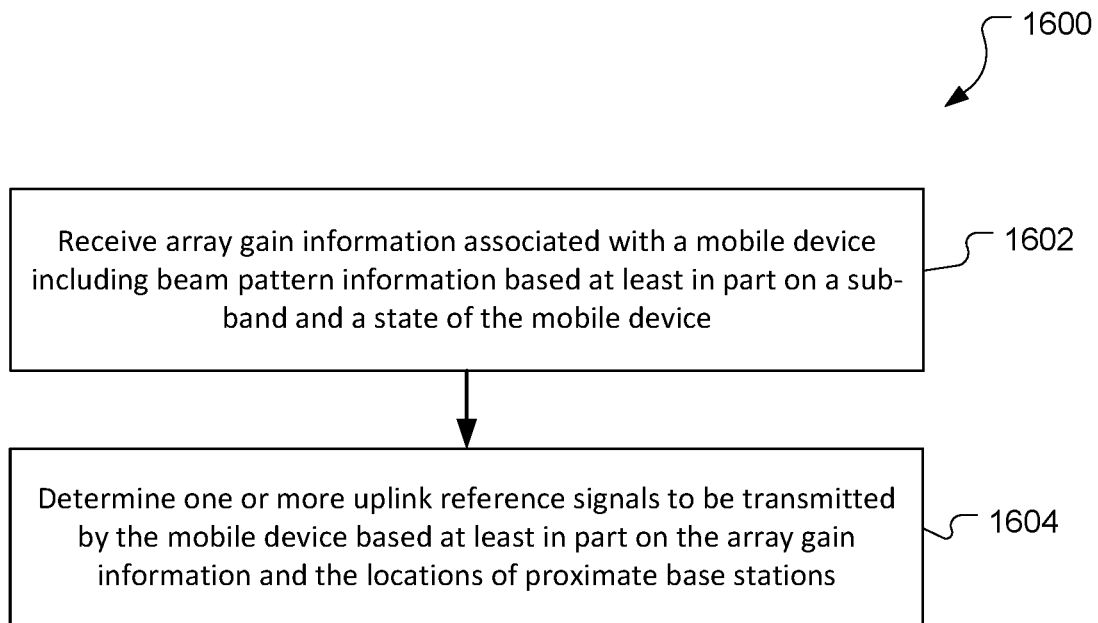 1600
Receive array gain information associated with a mobile device
including beam pattern information based at least in part on a sub-
band and a state of the mobile device
1602
Determine one or more uplink reference signals to be transmitted
by the mobile device based at least in part on the array gain
information and the locations of proximate base stations
1604